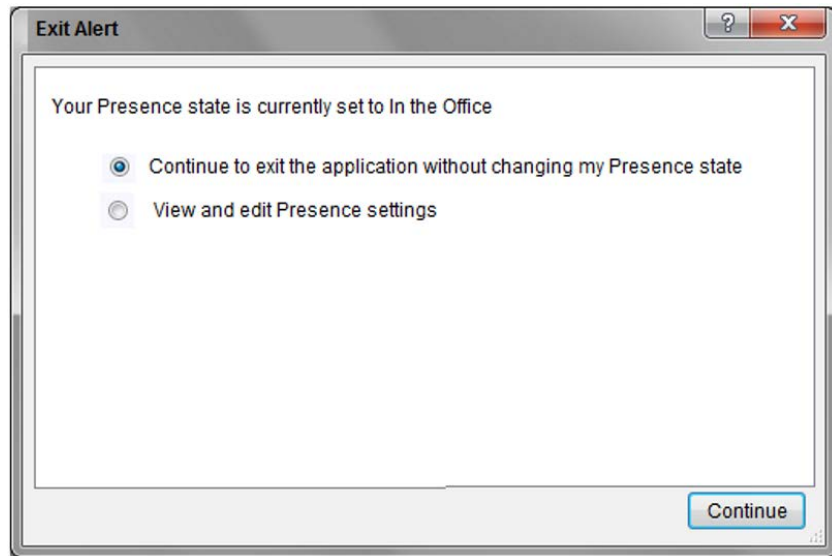 Exit Alert
Your Presence state is currently set to In the Office
Continue to exit the application without changing my Presence state
View and edit Presence settings
Continue